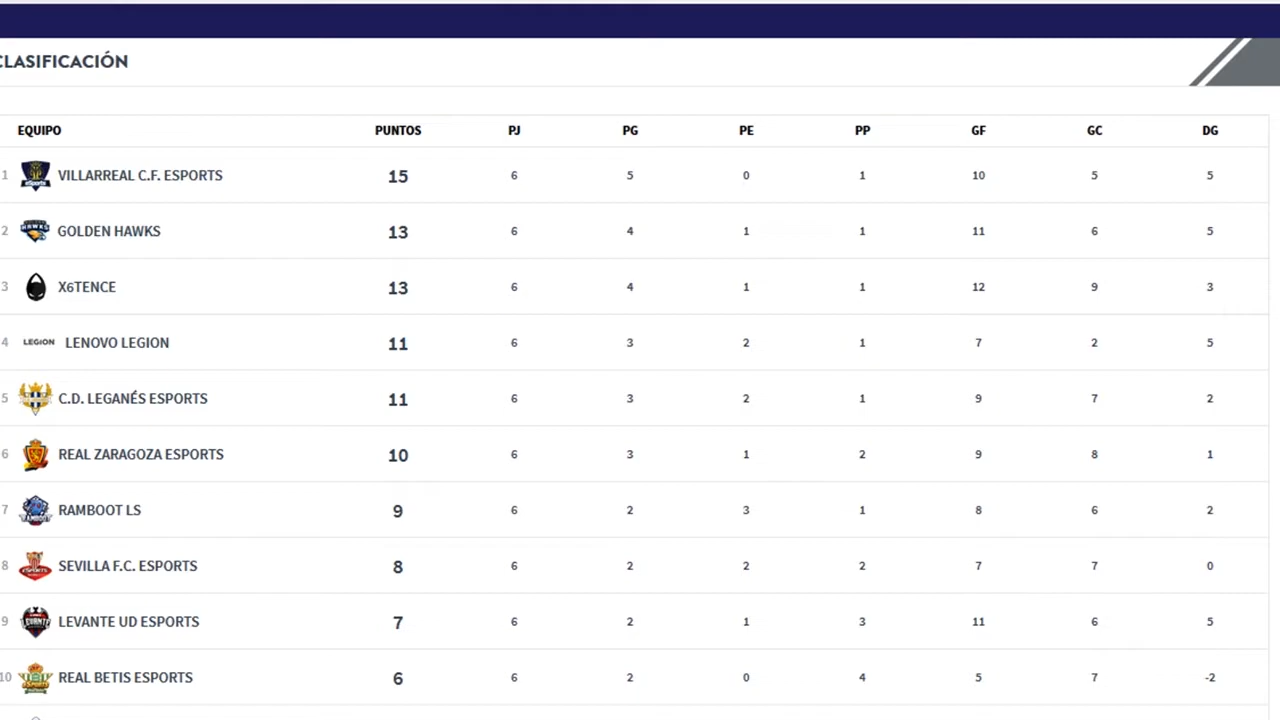 CLASIFICACIÓN
EQUIPO PUNTOS PJ PG PE PP GF GC DG
1 VILLARREAL C.F. ESPORTS 15 6 5 0 1 10 5 5
2 GOLDEN HAWKS 13 6 4 1 1 11 6 5
3 X6TENCE 13 6 4 1 1 12 9 3
4 LEGION LENOVO LEGION 11 6 3 2 1 7 2 5
5 C.D. LEGANÉS ESPORTS 11 6 3 2 1 9 7 2
6 REAL ZARAGOZA ESPORTS 10 6 3 1 2 9 8 1
7 RAMBOOT LS 9 6 2 3 1 8 6 2
8 SEVILLA F.C. ESPORTS 8 6 2 2 2 7 7 0
9 LEVANTE UD ESPORTS 7 6 2 1 3 11 6 5
10 REAL BETIS ESPORTS 6 6 2 0 4 5 7 -2